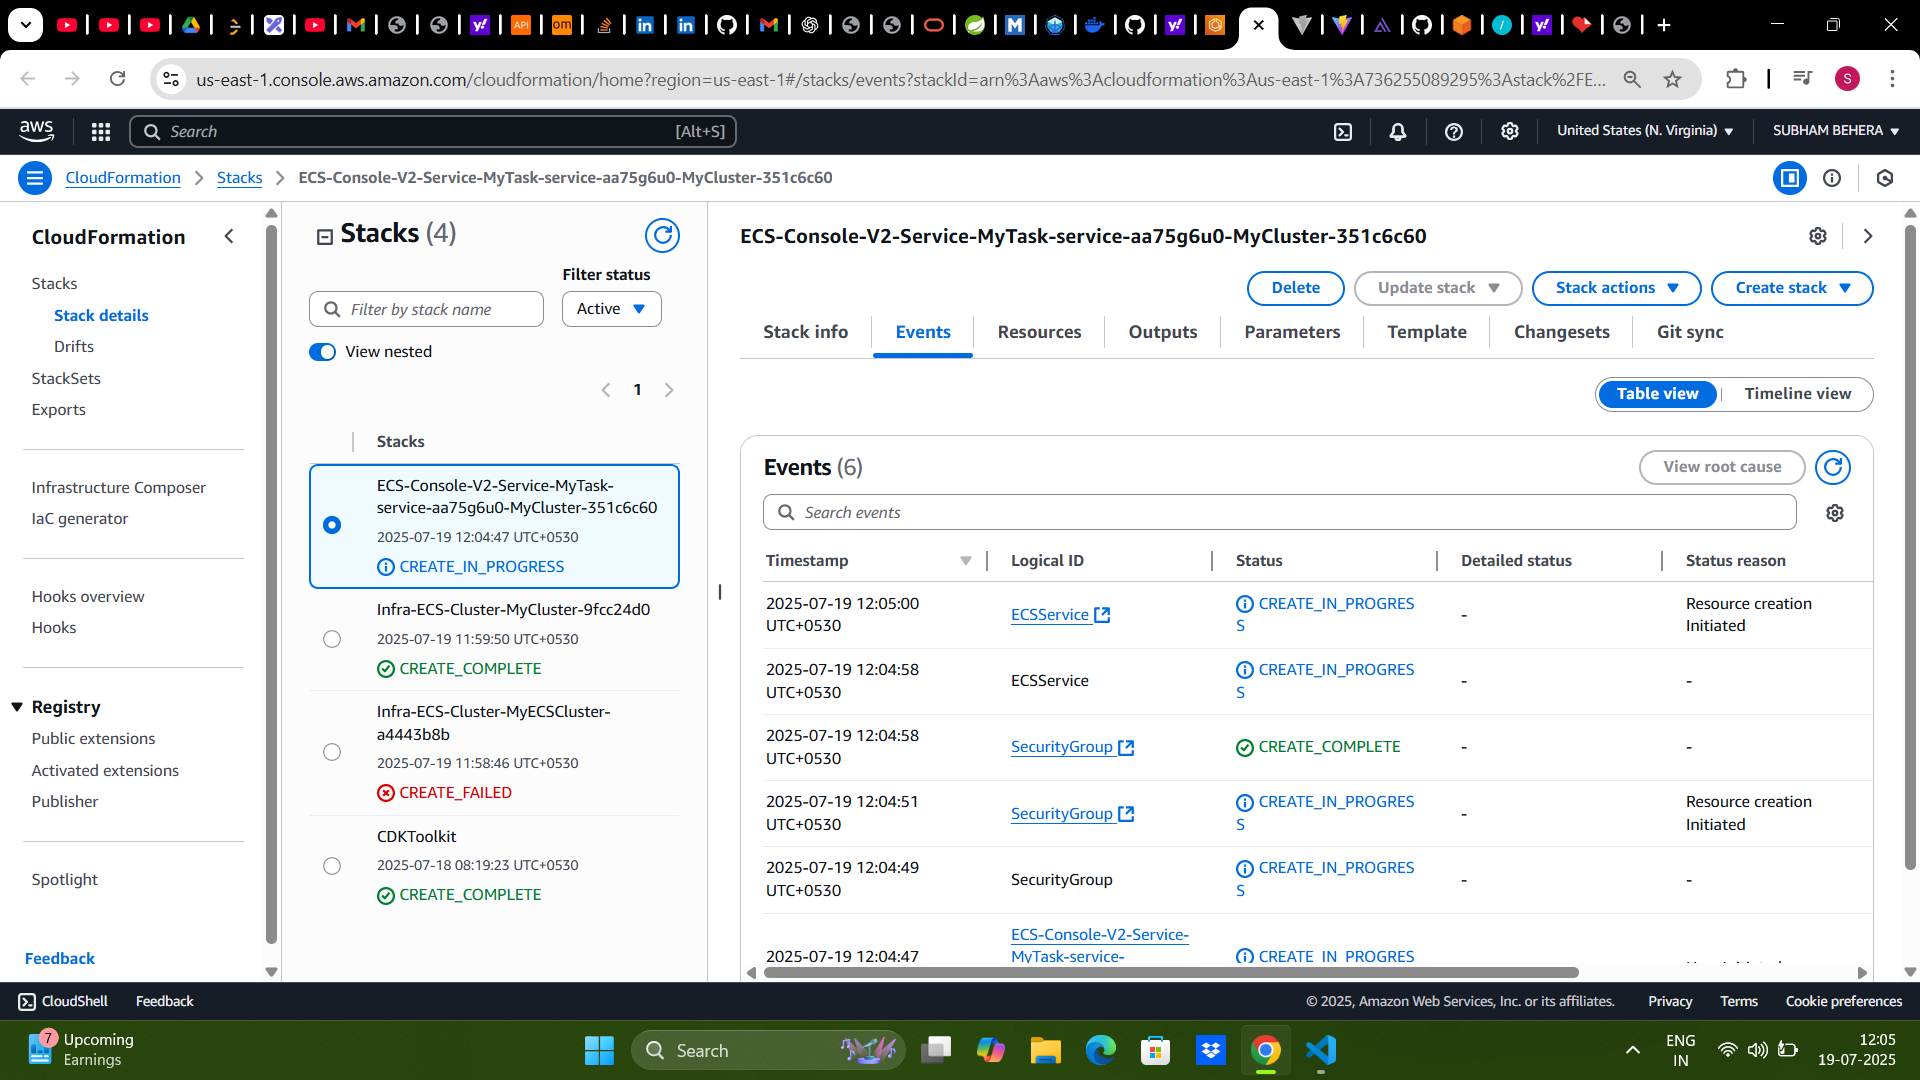 us-east-1.console.aws.amazon.com/cloudformation/home?region=us-east-1#/stacks/events?stackId=arn%3Aaws%3Acloudformation%3Aus-east-1%3A736255089295%3Astack%2FE...
S
aws
Search
[Alt+S]
United States (N. Virginia)
SUBHAM BEHERA
CloudFormation
Stacks
ECS-Console-V2-Service-MyTask-service-aa75g6u0-MyCluster-351c6c60
CloudFormation
Stacks
Stack details
Drifts
StackSets
Exports
Infrastructure Composer
IaC generator
Hooks overview
Hooks
Registry
Public extensions
Activated extensions
Publisher
Spotlight
Feedback
Stacks (4)
Filter status
Filter by stack name
Active
View nested
1
Stacks
ECS-Console-V2-Service-MyTask-
service-aa75g6u0-MyCluster-351c6c60
2025-07-19 12:04:47 UTC+0530
CREATE_IN_PROGRESS
Infra-ECS-Cluster-MyCluster-9fcc24d0
2025-07-19 11:59:50 UTC+0530
CREATE_COMPLETE
Infra-ECS-Cluster-MyECSCluster-
a4443b8b
2025-07-19 11:58:46 UTC+0530
CREATE_FAILED
CDKToolkit
2025-07-18 08:19:23 UTC+0530
CREATE_COMPLETE
ECS-Console-V2-Service-MyTask-service-aa75g6u0-MyCluster-351c6c60
Delete
Update stack
Stack actions
Create stack
Stack info
Events
Resources
Outputs
Parameters
Template
Changesets
Git sync
Table view
Timeline view
Events (6)
View root cause
Search events
Timestamp
Logical ID
Status
Detailed status
Status reason
2025-07-19 12:05:00
UTC+0530
ECSService
CREATE_IN_PROGRES
S
-
Resource creation
Initiated
2025-07-19 12:04:58
UTC+0530
ECSService
CREATE_IN_PROGRES
S
-
-
2025-07-19 12:04:58
UTC+0530
SecurityGroup
CREATE_COMPLETE
-
-
2025-07-19 12:04:51
UTC+0530
SecurityGroup
CREATE_IN_PROGRES
S
-
Resource creation
Initiated
2025-07-19 12:04:49
UTC+0530
SecurityGroup
CREATE_IN_PROGRES
S
-
-
2025-07-19 12:04:47
ECS-Console-V2-Service-
MyTask-service-
CREATE_IN_PROGRES
CloudShell
Feedback
© 2025, Amazon Web Services, Inc. or its affiliates.
Privacy
Terms
Cookie preferences
7
Upcoming
Earnings
Search
ENG
IN
12:05
19-07-2025